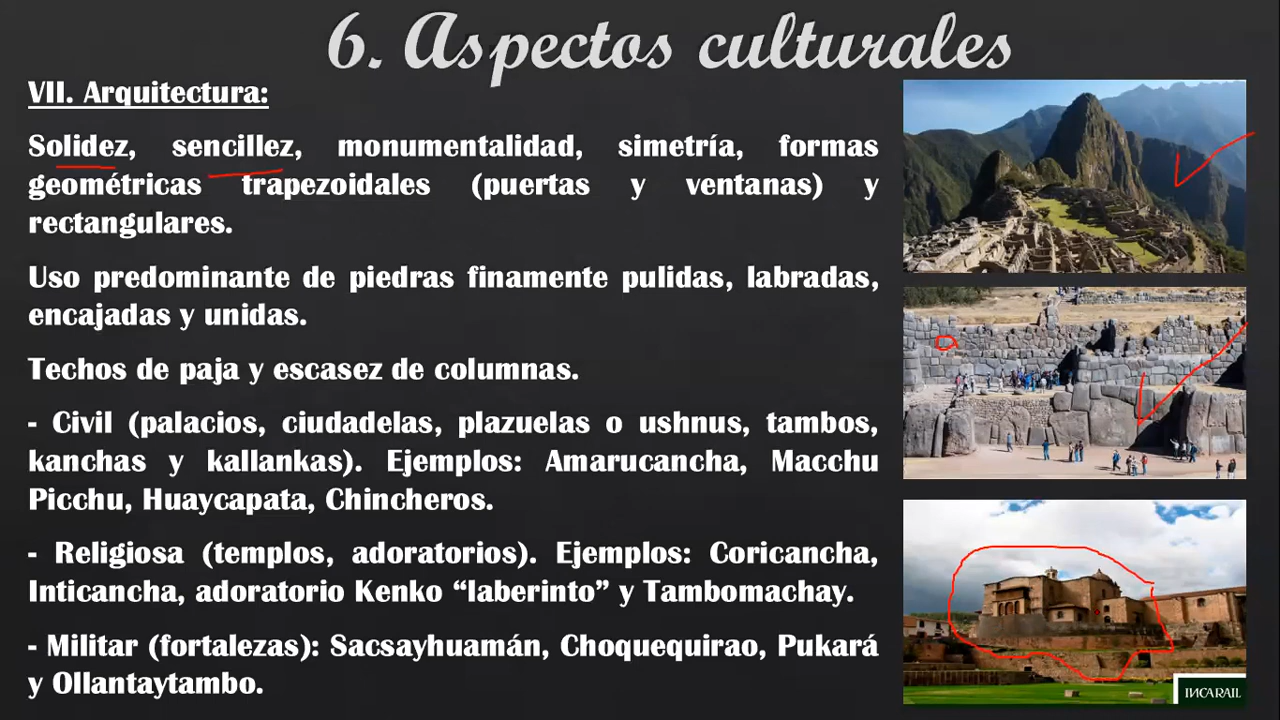 6. Aspectos culturales
VII. Arquitectura:
Solidez, sencillez, monumentalidad, simetría, formas
geométricas trapezoidales (puertas y ventanas) y
rectangulares.
Uso predominante de piedras finamente pulidas, labradas,
encajadas y unidas.
Techos de paja y escasez de columnas.
- Civil (palacios, ciudadelas, plazuelas o ushnus, tambos,
kanchas y kallankas). Ejemplos: Amarucancha, Macchu
Picchu, Huaycapata, Chincheros.
- Religiosa (templos, adoratorios). Ejemplos: Coricancha,
Inticancha, adoratorio Kenko “laberinto” y Tambomachay.
- Militar (fortalezas): Sacsayhuamán, Choquequirao, Pukará
y Ollantaytambo.
INCARAIL